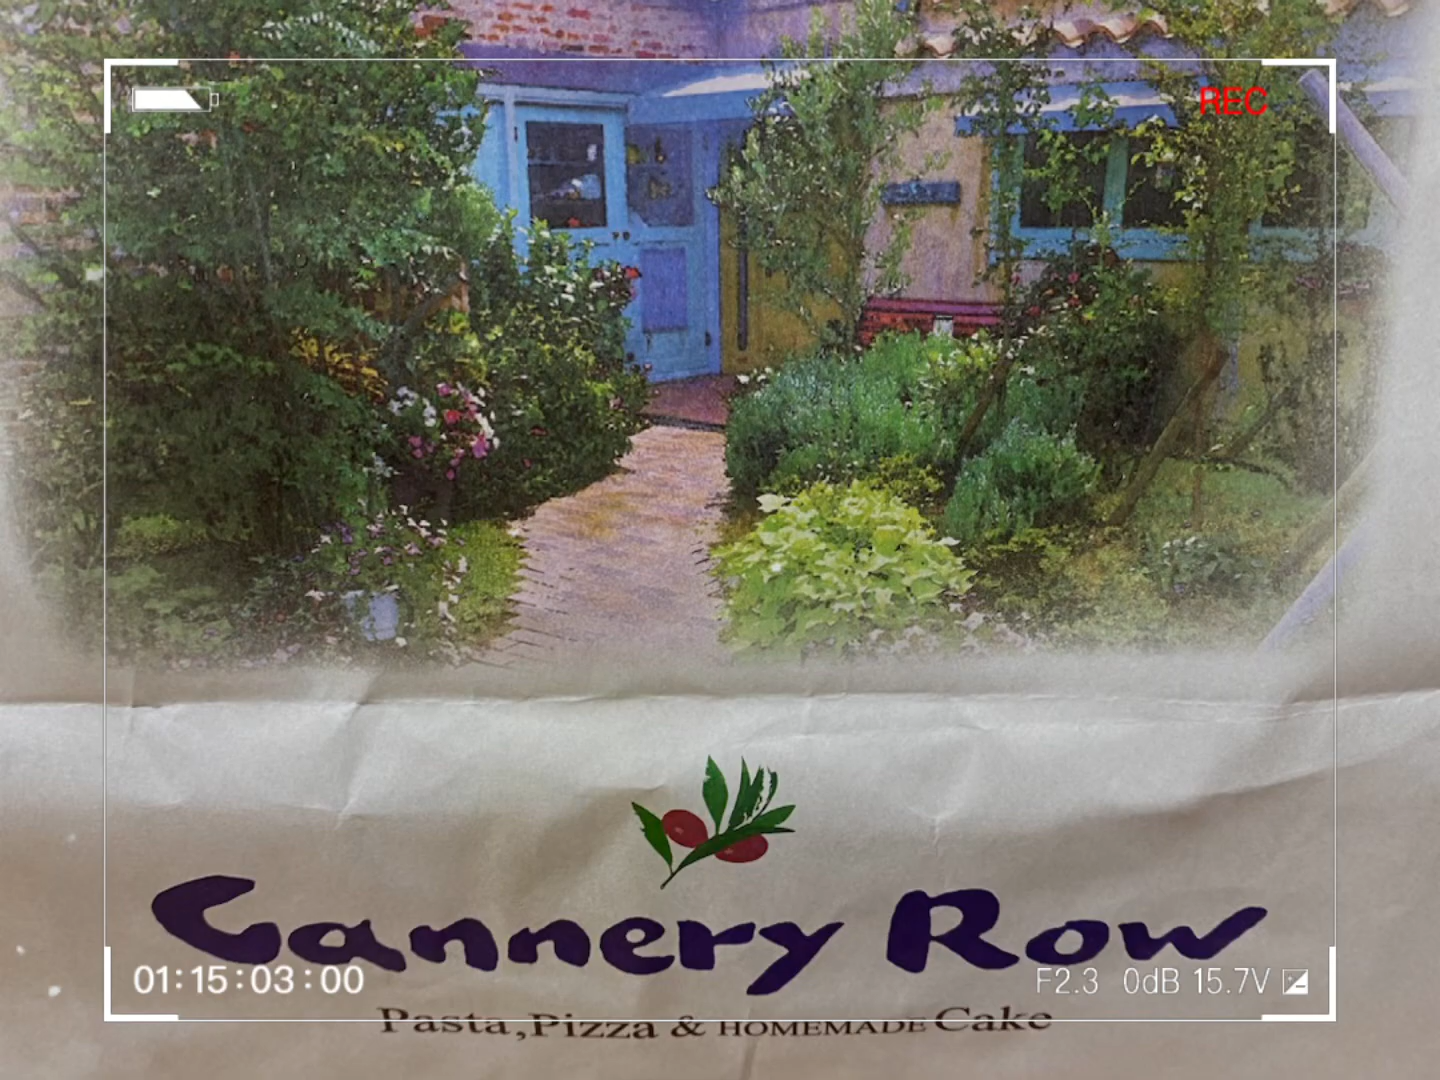 REC
Cannery Row
01:15:03:00
F2.3 0dB 15.7V
Pasta, Pizza & HOMEMADE Cake